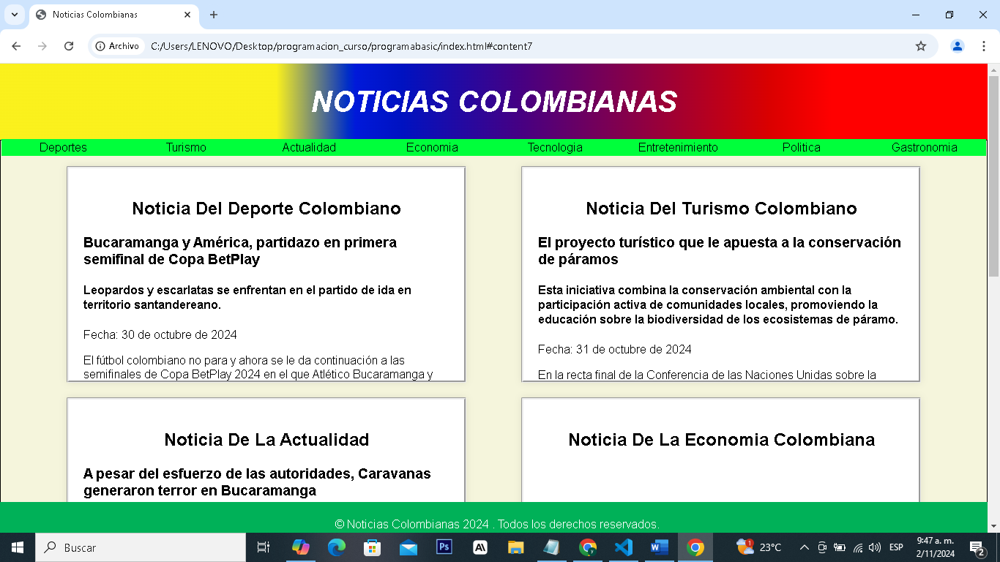 Noticias Colombianas
Archivo
C:/Users/LENOVO/Desktop/programacion_curso/programabasic/index.html#content7
NOTICIAS COLOMBIANAS
Deportes Turismo Actualidad Economia Tecnologia Entretenimiento Politica Gastronomia
Noticia Del Deporte Colombiano
Bucaramanga y América, partidazo en primera
semifinal de Copa BetPlay
Leopardos y escarlatas se enfrentan en el partido de ida en
territorio santandereano.
Fecha: 30 de octubre de 2024
El fútbol colombiano no para y ahora se le da continuación a las
semifinales de Copa BetPlay 2024 en el que Atlético Bucaramanga y
Noticia Del Turismo Colombiano
El proyecto turístico que le apuesta a la conservación
de páramos
Esta iniciativa combina la conservación ambiental con la
participación activa de comunidades locales, promoviendo la
educación sobre la biodiversidad de los ecosistemas de páramo.
Fecha: 31 de octubre de 2024
En la recta final de la Conferencia de las Naciones Unidas sobre la
Noticia De La Actualidad
A pesar del esfuerzo de las autoridades, Caravanas
generaron terror en Bucaramanga
Noticia De La Economia Colombiana
© Noticias Colombianas 2024 . Todos los derechos reservados.
Buscar
Ps
A\
W
1
23°C
ESP
9:47 a. m.
2/11/2024
2